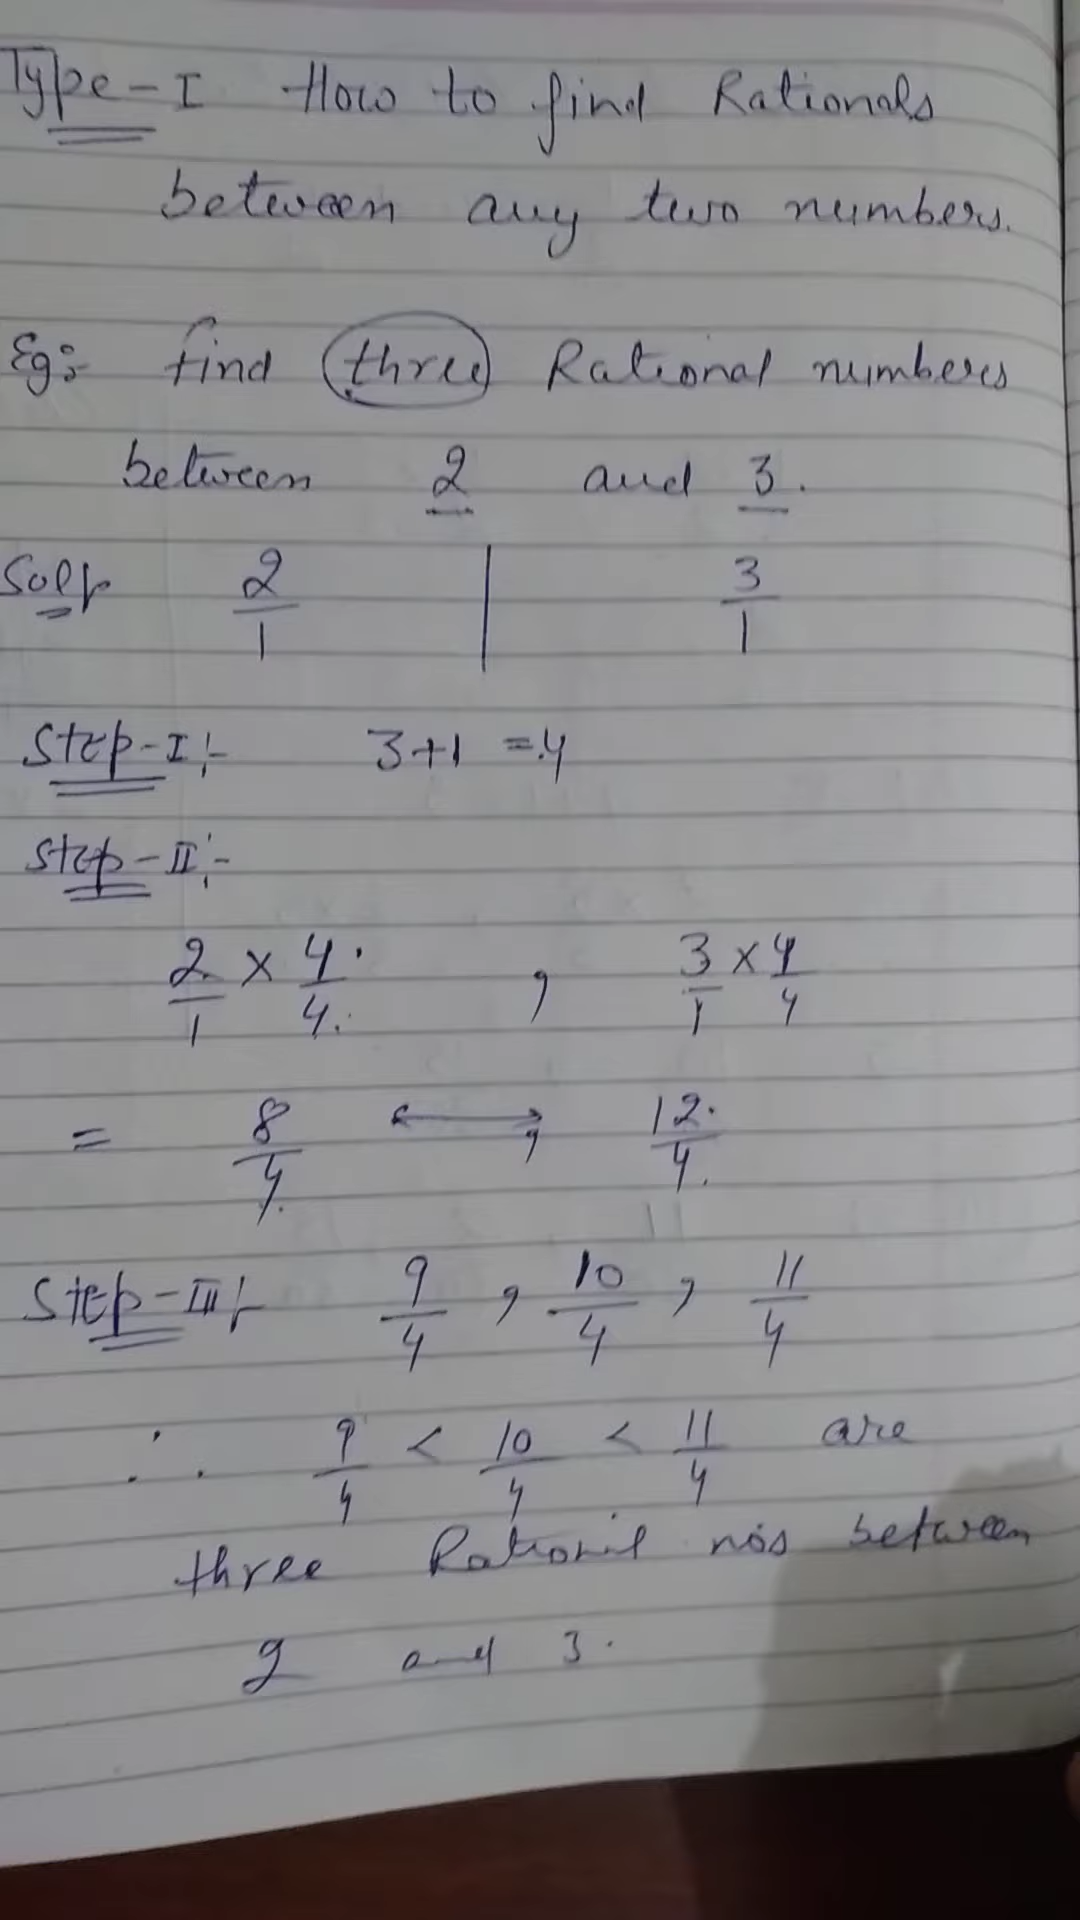 Type-I How to find Rationals
between any two numbers.
Eg:- find three Rational numbers
between 2 and 3.
Soln 2/1 | 3/1
Step-I:- 3+1 = 4
Step-II:-
2/1 × 4/4 , 3/1 × 4/4
= 8/4 ⟷ , 12/4
Step-III:- 9/4 , 10/4 , 11/4
∴ 9/4 < 10/4 < 11/4 are
three Rational nos between
2 and 3.